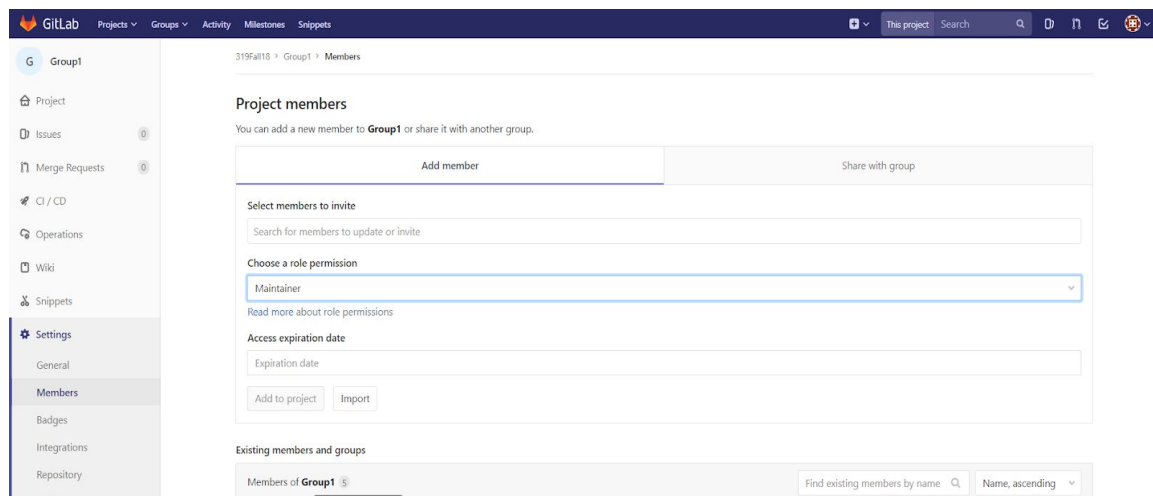 GitLab Projects Groups Activity Milestones Snippets This project Search
G Group1
Project
Issues 0
Merge Requests 0
CI / CD
Operations
Wiki
Snippets
Settings
General
Members
Badges
Integrations
Repository
319Fall18 > Group1 > Members
Project members
You can add a new member to Group1 or share it with another group.
Add member Share with group
Select members to invite
Search for members to update or invite
Choose a role permission
Maintainer
Read more about role permissions
Access expiration date
Expiration date
Add to project Import
Existing members and groups
Members of Group1 5 Find existing members by name Name, ascending